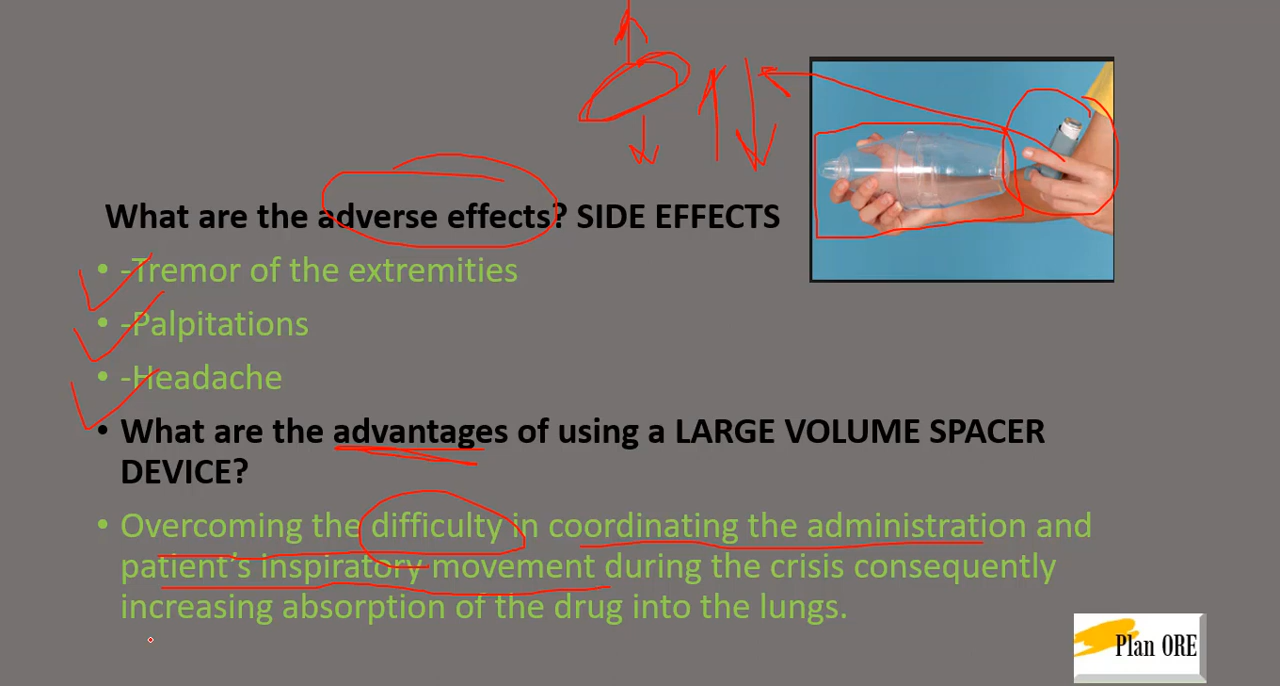 What are the adverse effects? SIDE EFFECTS
• -Tremor of the extremities
• -Palpitations
• -Headache
• What are the advantages of using a LARGE VOLUME SPACER
DEVICE?
• Overcoming the difficulty in coordinating the administration and
patient's inspiratory movement during the crisis consequently
increasing absorption of the drug into the lungs.
Plan ORE